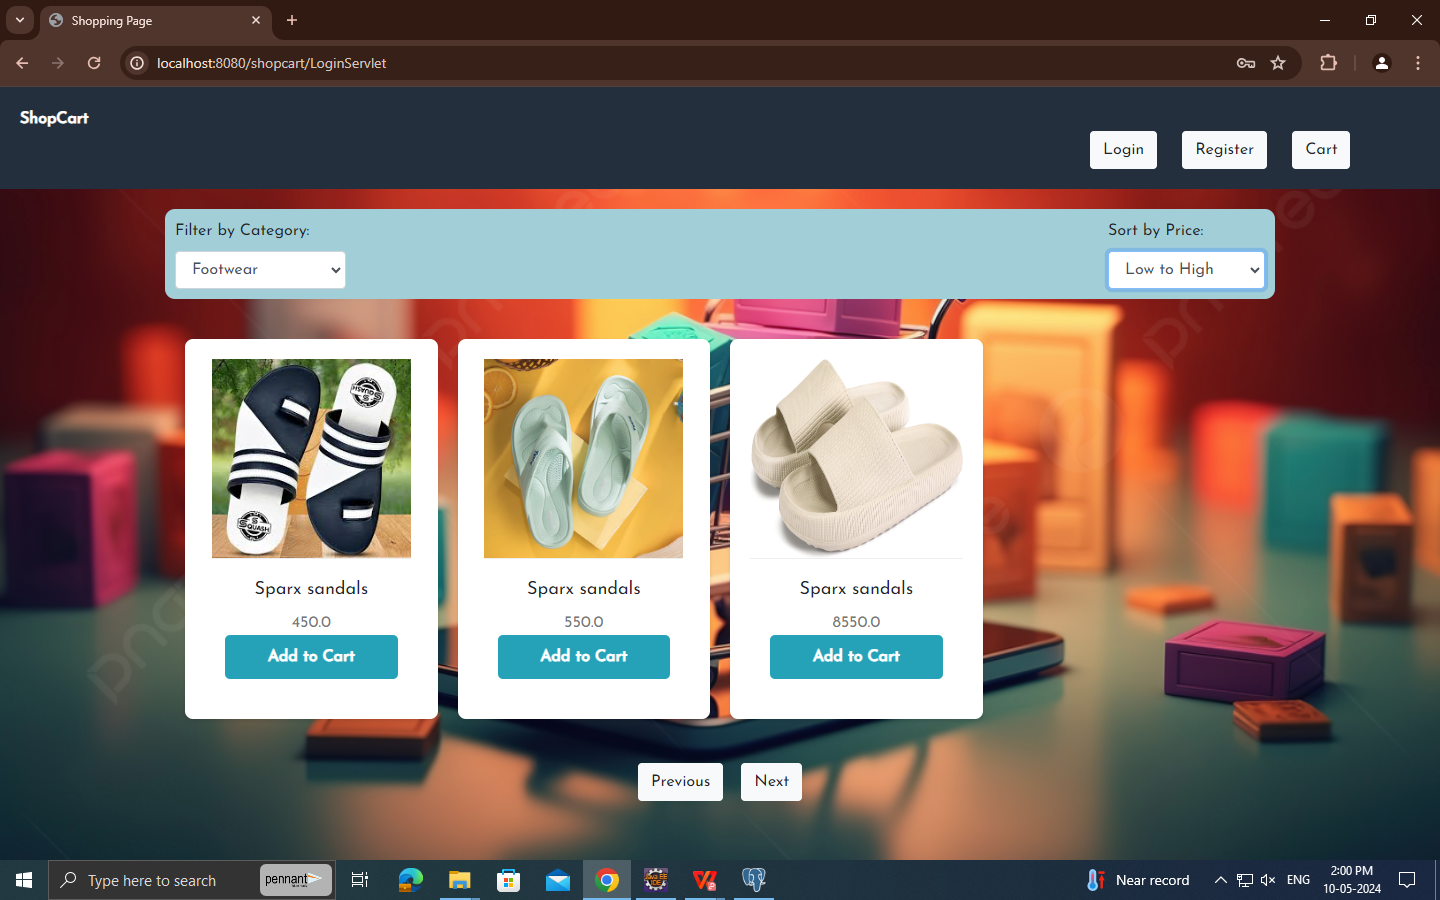 Shopping Page
localhost:8080/shopcart/LoginServlet
ShopCart
Login Register Cart
Filter by Category:
Sort by Price:
Footwear
Low to High
SQUASH
SQUASH
Sparx sandals
450.0
Add to Cart
Sparx sandals
550.0
Add to Cart
Sparx sandals
8550.0
Add to Cart
Previous Next
Type here to search
pennant
Near record
ENG
2:00 PM
10-05-2024